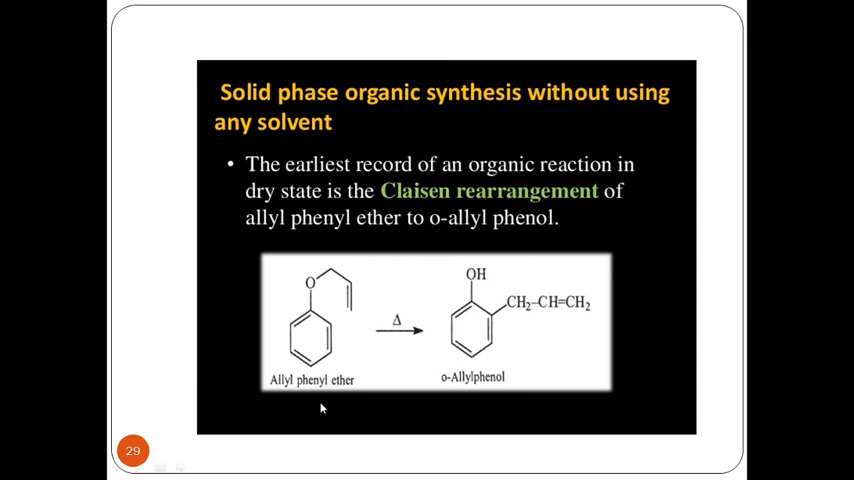 Solid phase organic synthesis without using
any solvent
• The earliest record of an organic reaction in
dry state is the Claisen rearrangement of
allyl phenyl ether to o-allyl phenol.
O
Δ
OH
CH₂–CH=CH₂
Allyl phenyl ether
o-Allylphenol
29